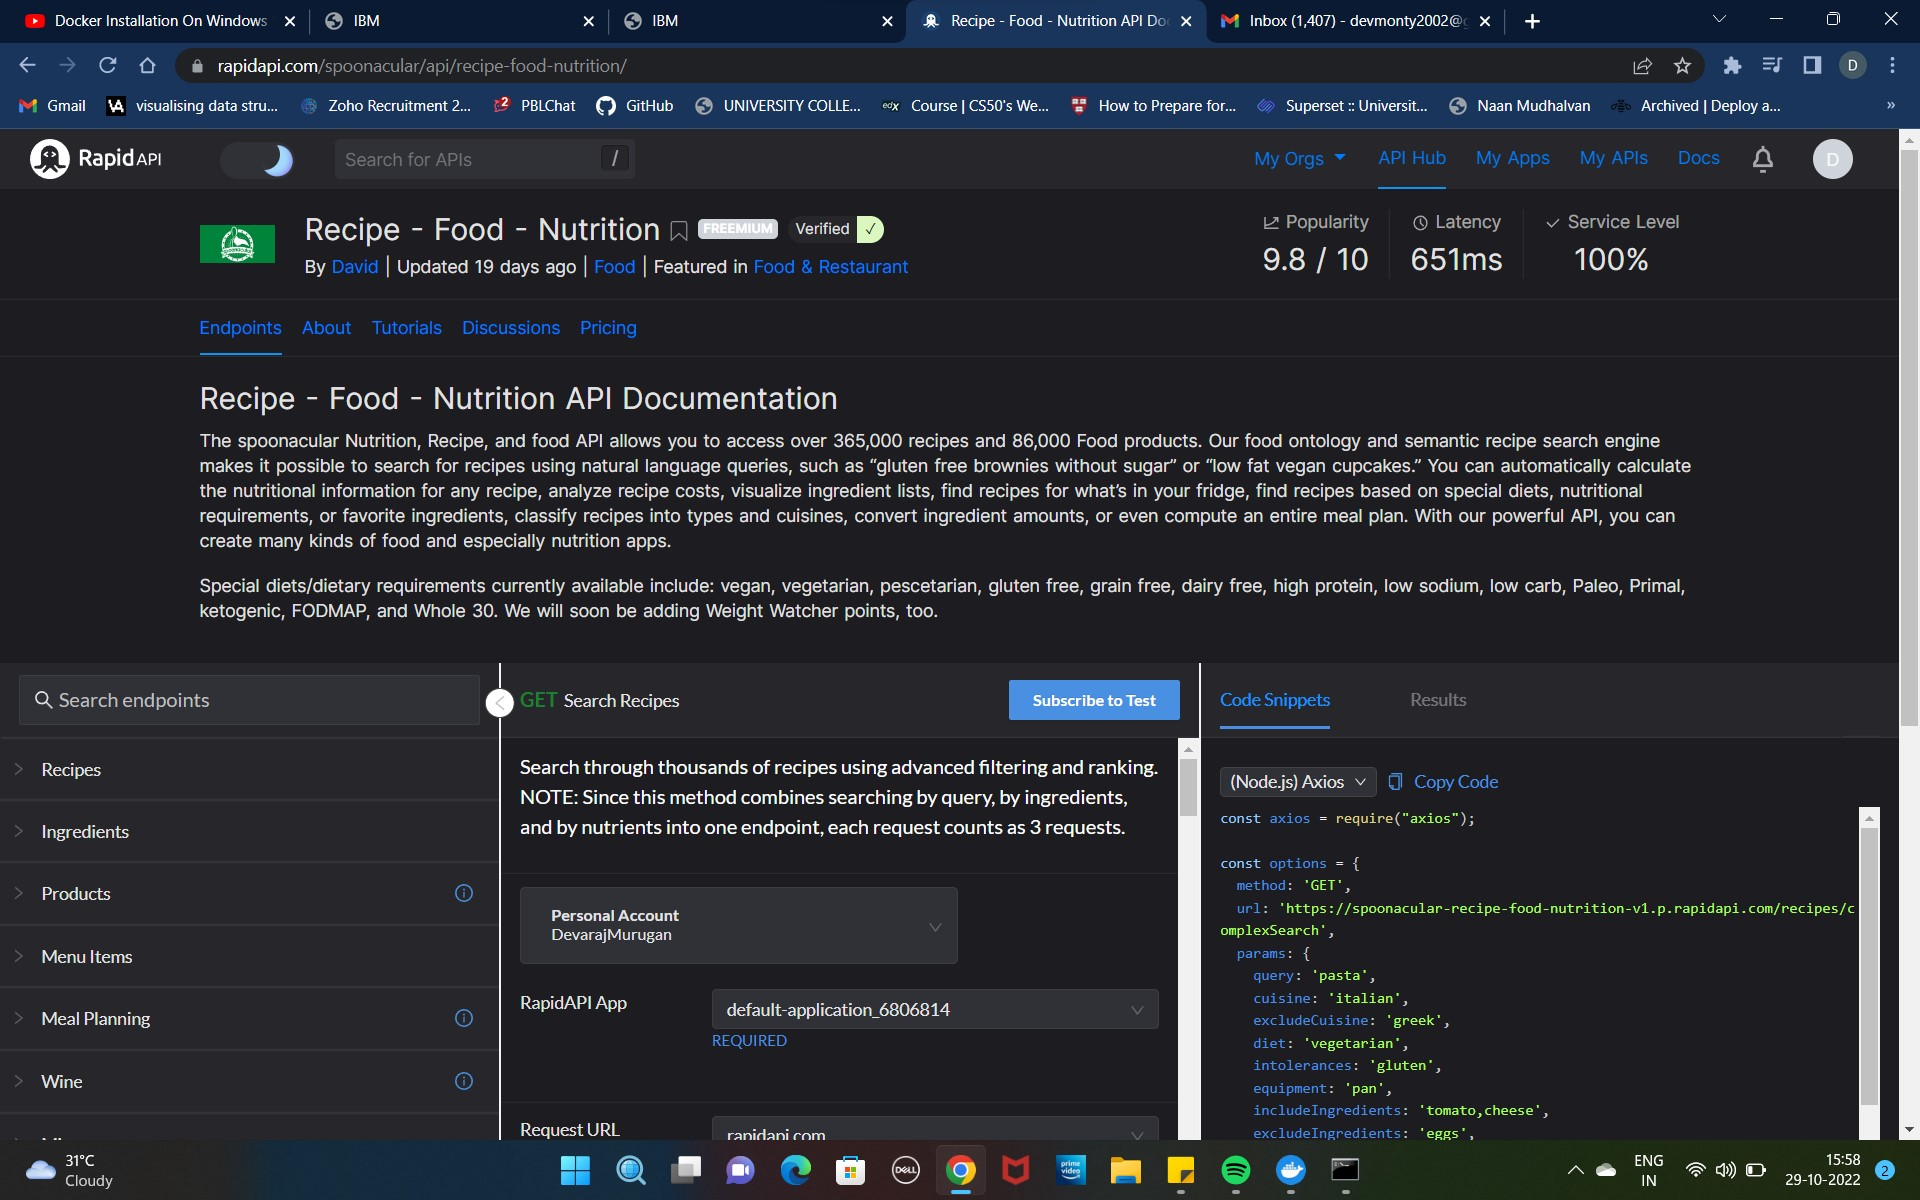 Docker Installation On Windows
IBM
IBM
Recipe - Food - Nutrition API Do
Inbox (1,407) - devmonty2002@g
rapidapi.com/spoonacular/api/recipe-food-nutrition/
D
Gmail
visualising data stru...
Zoho Recruitment 2...
PBLChat
GitHub
UNIVERSITY COLLE...
edx Course | CS50's We...
How to Prepare for...
Superset :: Universit...
Naan Mudhalvan
Archived | Deploy a...
»
Rapid API
Search for APIs
/
My Orgs
API Hub
My Apps
My APIs
Docs
D
Recipe - Food - Nutrition FREEMIUM Verified ✓
By David | Updated 19 days ago | Food | Featured in Food & Restaurant
Popularity
9.8 / 10
Latency
651ms
Service Level
100%
Endpoints About Tutorials Discussions Pricing
Recipe - Food - Nutrition API Documentation
The spoonacular Nutrition, Recipe, and food API allows you to access over 365,000 recipes and 86,000 Food products. Our food ontology and semantic recipe search engine
makes it possible to search for recipes using natural language queries, such as “gluten free brownies without sugar” or “low fat vegan cupcakes.” You can automatically calculate
the nutritional information for any recipe, analyze recipe costs, visualize ingredient lists, find recipes for what’s in your fridge, find recipes based on special diets, nutritional
requirements, or favorite ingredients, classify recipes into types and cuisines, convert ingredient amounts, or even compute an entire meal plan. With our powerful API, you can
create many kinds of food and especially nutrition apps.
Special diets/dietary requirements currently available include: vegan, vegetarian, pescetarian, gluten free, grain free, dairy free, high protein, low sodium, low carb, Paleo, Primal,
ketogenic, FODMAP, and Whole 30. We will soon be adding Weight Watcher points, too.
Search endpoints
Recipes
Ingredients
Products
Menu Items
Meal Planning
Wine
GET Search Recipes
Subscribe to Test
Search through thousands of recipes using advanced filtering and ranking.
NOTE: Since this method combines searching by query, by ingredients,
and by nutrients into one endpoint, each request counts as 3 requests.
Personal Account
DevarajMurugan
RapidAPI App
default-application_6806814
REQUIRED
Request URL
rapidapi.com
Code Snippets
Results
(Node.js) Axios
Copy Code
const axios = require("axios");
const options = {
method: 'GET',
url: 'https://spoonacular-recipe-food-nutrition-v1.p.rapidapi.com/recipes/c
omplexSearch',
params: {
query: 'pasta',
cuisine: 'italian',
excludeCuisine: 'greek',
diet: 'vegetarian',
intolerances: 'gluten',
equipment: 'pan',
includeIngredients: 'tomato,cheese',
excludeIngredients: 'eggs',
31°C
Cloudy
DELL
prime
video
ENG
IN
15:58
29-10-2022
2